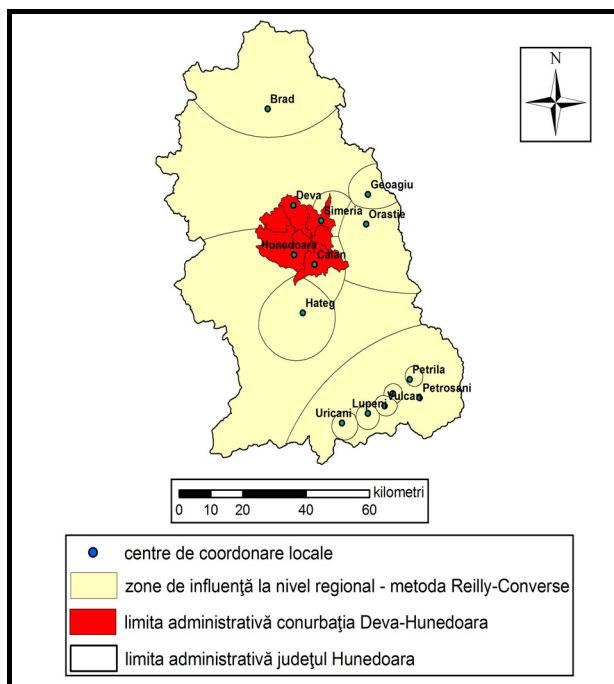 N
Brad
Geoagiu
Deva
Simeria
Orastie
Hunedoara
Calan
Hateg
Petrila
Petrosani
Vulcan
Lupeni
Uricani
kilometri
0 10 20 40 60
centre de coordonare locale
zone de influenţă la nivel regional - metoda Reilly-Converse
limita administrativă conurbaţia Deva-Hunedoara
limita administrativă judeţul Hunedoara